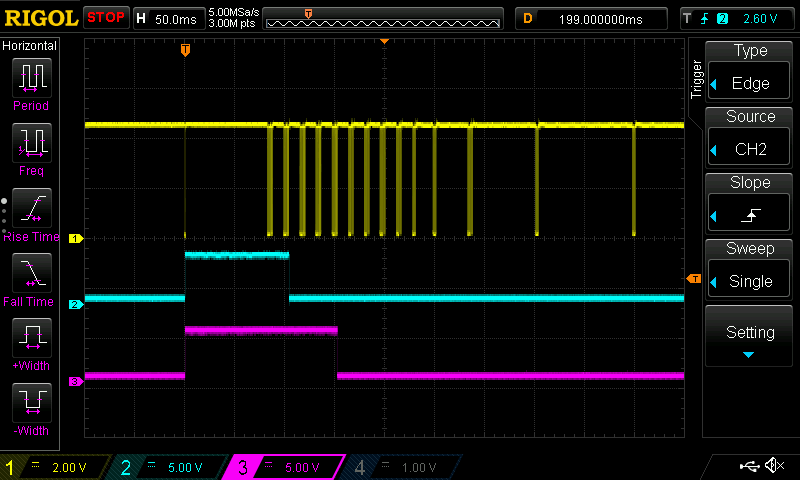 RIGOL STOP H 50.0ms 5.00MSa/s 3.00M pts T D 199.000000ms T 2 2.60 V
Horizontal
Period
Freq
Rise Time
Fall Time
+Width
-Width
T
1
2
3
T
Trigger
Type
Edge
Source
CH2
Slope
Sweep
Single
Setting
1 2.00 V 2 5.00 V 3 5.00 V 4 1.00 V